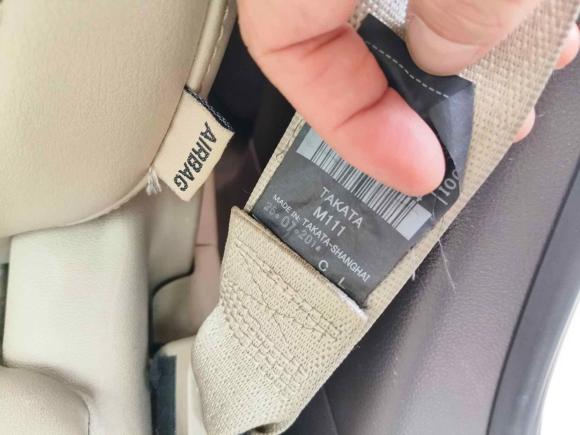 AIRBAG
TAKATA
M111
MADE IN: TAKATA-SHANGHAI
C L